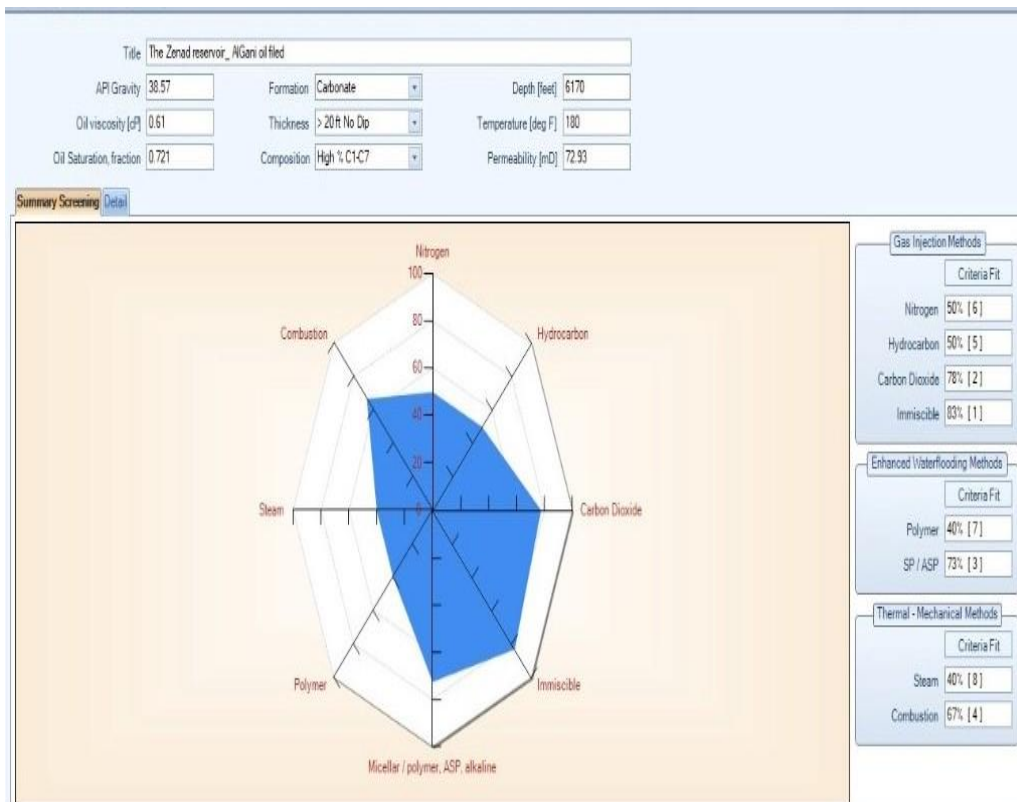 Title The Zenad reservoir_ AlGani oil filed
API Gravity 38.57 Formation Carbonate Depth [feet] 6170
Oil viscosity [cP] 0.61 Thickness > 20 ft No Dip Temperature [deg F] 180
Oil Saturation, fraction 0.721 Composition High % C1-C7 Permeability [mD] 72.93
Summary Screening Detail
Nitrogen
100
80
60
40
20
0
Hydrocarbon
Carbon Dioxide
Immiscible
Micellar / polymer, ASP, alkaline
Polymer
Steam
Combustion
Gas Injection Methods
Criteria Fit
Nitrogen 50% [ 6 ]
Hydrocarbon 50% [ 5 ]
Carbon Dioxide 78% [ 2 ]
Immiscible 83% [ 1 ]
Enhanced Waterflooding Methods
Criteria Fit
Polymer 40% [ 7 ]
SP / ASP 73% [ 3 ]
Thermal - Mechanical Methods
Criteria Fit
Steam 40% [ 8 ]
Combustion 67% [ 4 ]